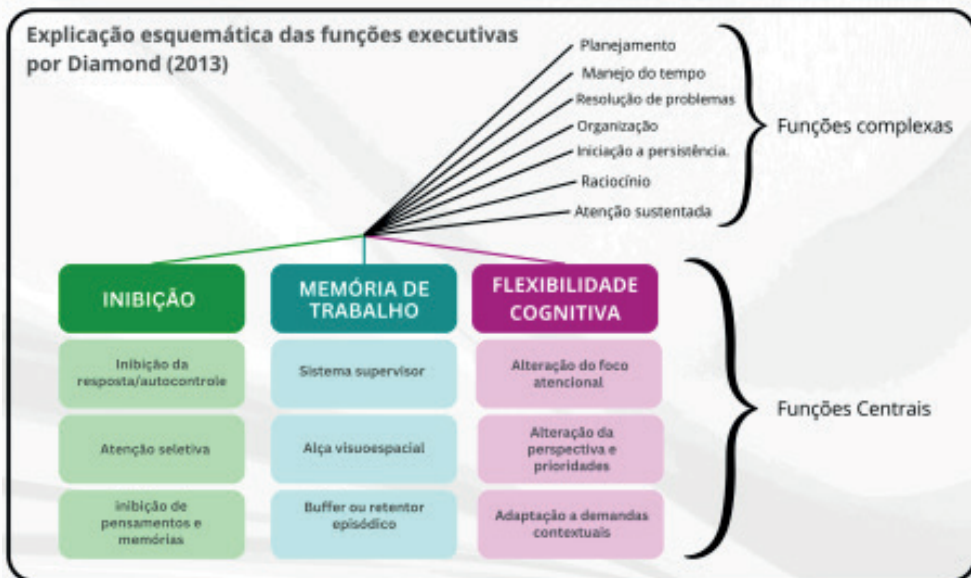 Explicação esquemática das funções executivas
por Diamond (2013)
Planejamento
Manejo do tempo
Resolução de problemas
Organização
Iniciação a persistência.
Raciocínio
Atenção sustentada
Funções complexas
INIBIÇÃO
Inibição da
resposta/autocontrole
Atenção seletiva
inibição de
pensamentos e
memórias
MEMÓRIA DE
TRABALHO
Sistema supervisor
Alça visuoespacial
Buffer ou retentor
episódico
FLEXIBILIDADE
COGNITIVA
Alteração do foco
atencional
Alteração da
perspectiva e
prioridades
Adaptação a demandas
contextuais
Funções Centrais